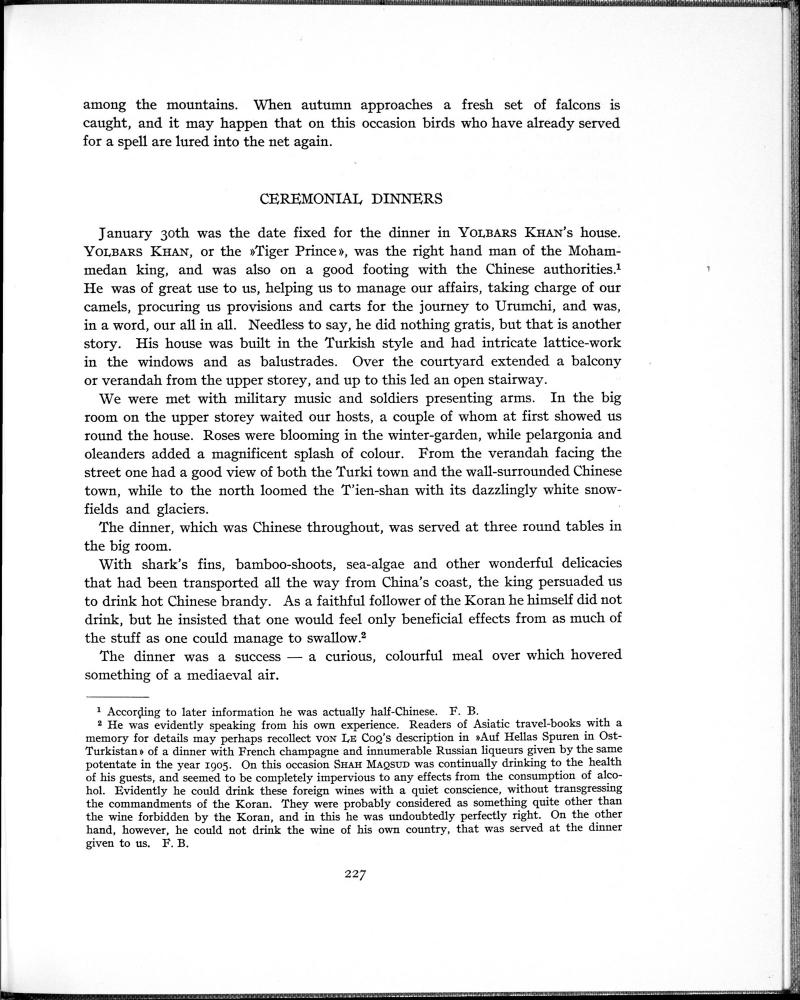 among the mountains. When autumn approaches a fresh set of falcons is
caught, and it may happen that on this occasion birds who have already served
for a spell are lured into the net again.
CEREMONIAL DINNERS
January 30th was the date fixed for the dinner in YOLBARS KHAN's house.
YOLBARS KHAN, or the »Tiger Prince», was the right hand man of the Moham-
medan king, and was also on a good footing with the Chinese authorities.¹
He was of great use to us, helping us to manage our affairs, taking charge of our
camels, procuring us provisions and carts for the journey to Urumchi, and was,
in a word, our all in all. Needless to say, he did nothing gratis, but that is another
story. His house was built in the Turkish style and had intricate lattice-work
in the windows and as balustrades. Over the courtyard extended a balcony
or verandah from the upper storey, and up to this led an open stairway.
We were met with military music and soldiers presenting arms. In the big
room on the upper storey waited our hosts, a couple of whom at first showed us
round the house. Roses were blooming in the winter-garden, while pelargonia and
oleanders added a magnificent splash of colour. From the verandah facing the
street one had a good view of both the Turki town and the wall-surrounded Chinese
town, while to the north loomed the T'ien-shan with its dazzlingly white snow-
fields and glaciers.
The dinner, which was Chinese throughout, was served at three round tables in
the big room.
With shark's fins, bamboo-shoots, sea-algae and other wonderful delicacies
that had been transported all the way from China's coast, the king persuaded us
to drink hot Chinese brandy. As a faithful follower of the Koran he himself did not
drink, but he insisted that one would feel only beneficial effects from as much of
the stuff as one could manage to swallow.²
The dinner was a success — a curious, colourful meal over which hovered
something of a mediaeval air.
¹ According to later information he was actually half-Chinese. F. B.
² He was evidently speaking from his own experience. Readers of Asiatic travel-books with a
memory for details may perhaps recollect VON LE COQ's description in »Auf Hellas Spuren in Ost-
Turkistan» of a dinner with French champagne and innumerable Russian liqueurs given by the same
potentate in the year 1905. On this occasion SHAH MAQSUD was continually drinking to the health
of his guests, and seemed to be completely impervious to any effects from the consumption of alco-
hol. Evidently he could drink these foreign wines with a quiet conscience, without transgressing
the commandments of the Koran. They were probably considered as something quite other than
the wine forbidden by the Koran, and in this he was undoubtedly perfectly right. On the other
hand, however, he could not drink the wine of his own country, that was served at the dinner
given to us. F. B.
227